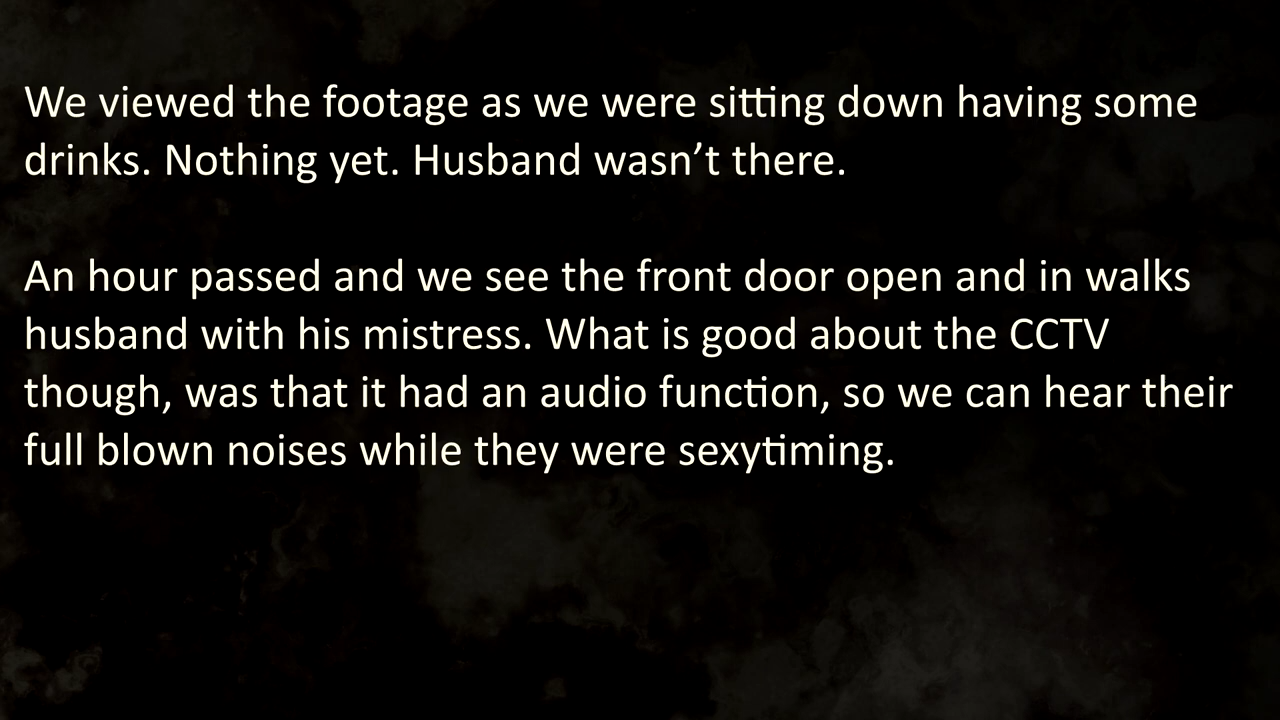 We viewed the footage as we were sitting down having some
drinks. Nothing yet. Husband wasn’t there.
An hour passed and we see the front door open and in walks
husband with his mistress. What is good about the CCTV
though, was that it had an audio function, so we can hear their
full blown noises while they were sexytiming.